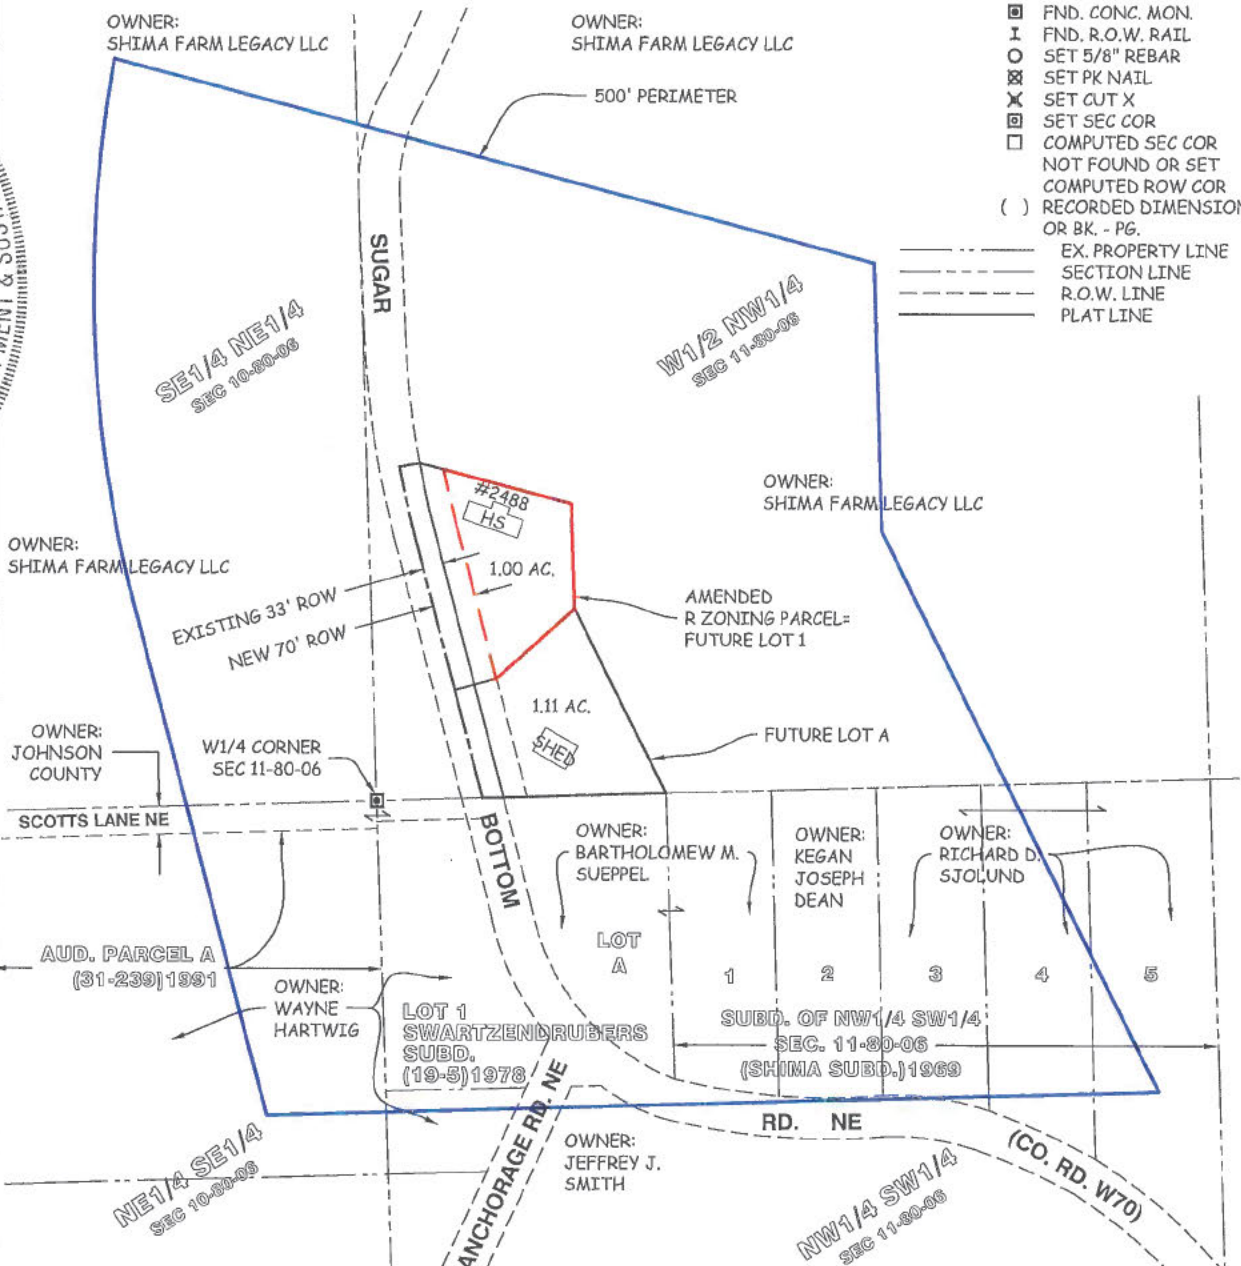 OWNER:
SHIMA FARM LEGACY LLC
OWNER:
SHIMA FARM LEGACY LLC
500' PERIMETER
FND. CONC. MON.
FND. R.O.W. RAIL
SET 5/8" REBAR
SET PK NAIL
SET CUT X
SET SEC COR
COMPUTED SEC COR
NOT FOUND OR SET
COMPUTED ROW COR
( ) RECORDED DIMENSION
OR BK. - PG.
EX. PROPERTY LINE
SECTION LINE
R.O.W. LINE
PLAT LINE
SUGAR
SE1/4 NE1/4
SEC 10-80-06
W1/2 NW1/4
SEC 11-80-06
OWNER:
SHIMA FARM LEGACY LLC
#2488
HS
1.00 AC.
OWNER:
SHIMA FARM LEGACY LLC
EXISTING 33' ROW
NEW 70' ROW
AMENDED
R ZONING PARCEL=
FUTURE LOT 1
1.11 AC.
SHED
FUTURE LOT A
OWNER:
JOHNSON
COUNTY
W1/4 CORNER
SEC 11-80-06
SCOTTS LANE NE
BOTTOM
OWNER:
BARTHOLOMEW M.
SUEPPEL
OWNER:
KEGAN
JOSEPH
DEAN
OWNER:
RICHARD D.
SJOLUND
LOT
A
1
2
3
4
5
AUD. PARCEL A
(31-239)1991
OWNER:
WAYNE
HARTWIG
LOT 1
SWARTZENDRUBERS
SUBD.
(19-5)1978
SUBD. OF NW1/4 SW1/4
SEC. 11-80-06
(SHIMA SUBD.)1969
ANCHORAGE RD. NE
RD. NE
(CO. RD. W70)
OWNER:
JEFFREY J.
SMITH
NE1/4 SE1/4
SEC 10-80-06
NW1/4 SW1/4
SEC 11-80-06